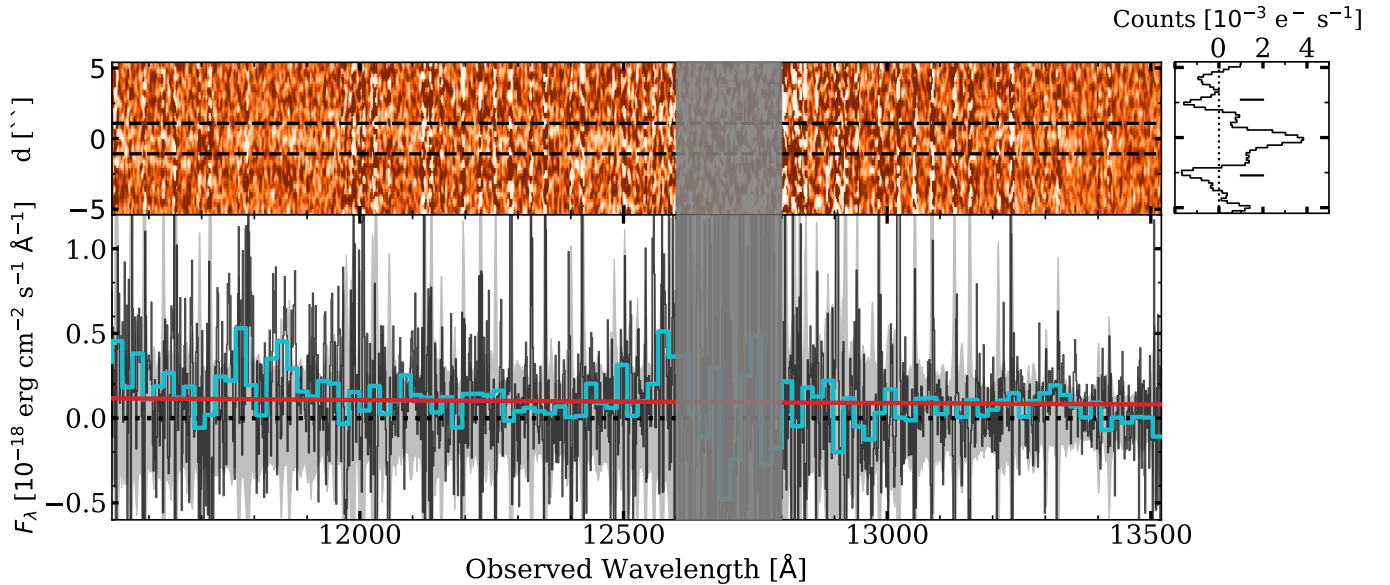 Counts [10⁻³ e⁻ s⁻¹]
0 2 4
5
0
−5
d [``]
1.0
0.5
0.0
−0.5
F_λ [10⁻¹⁸ erg cm⁻² s⁻¹ Å⁻¹]
12000 12500 13000 13500
Observed Wavelength [Å]